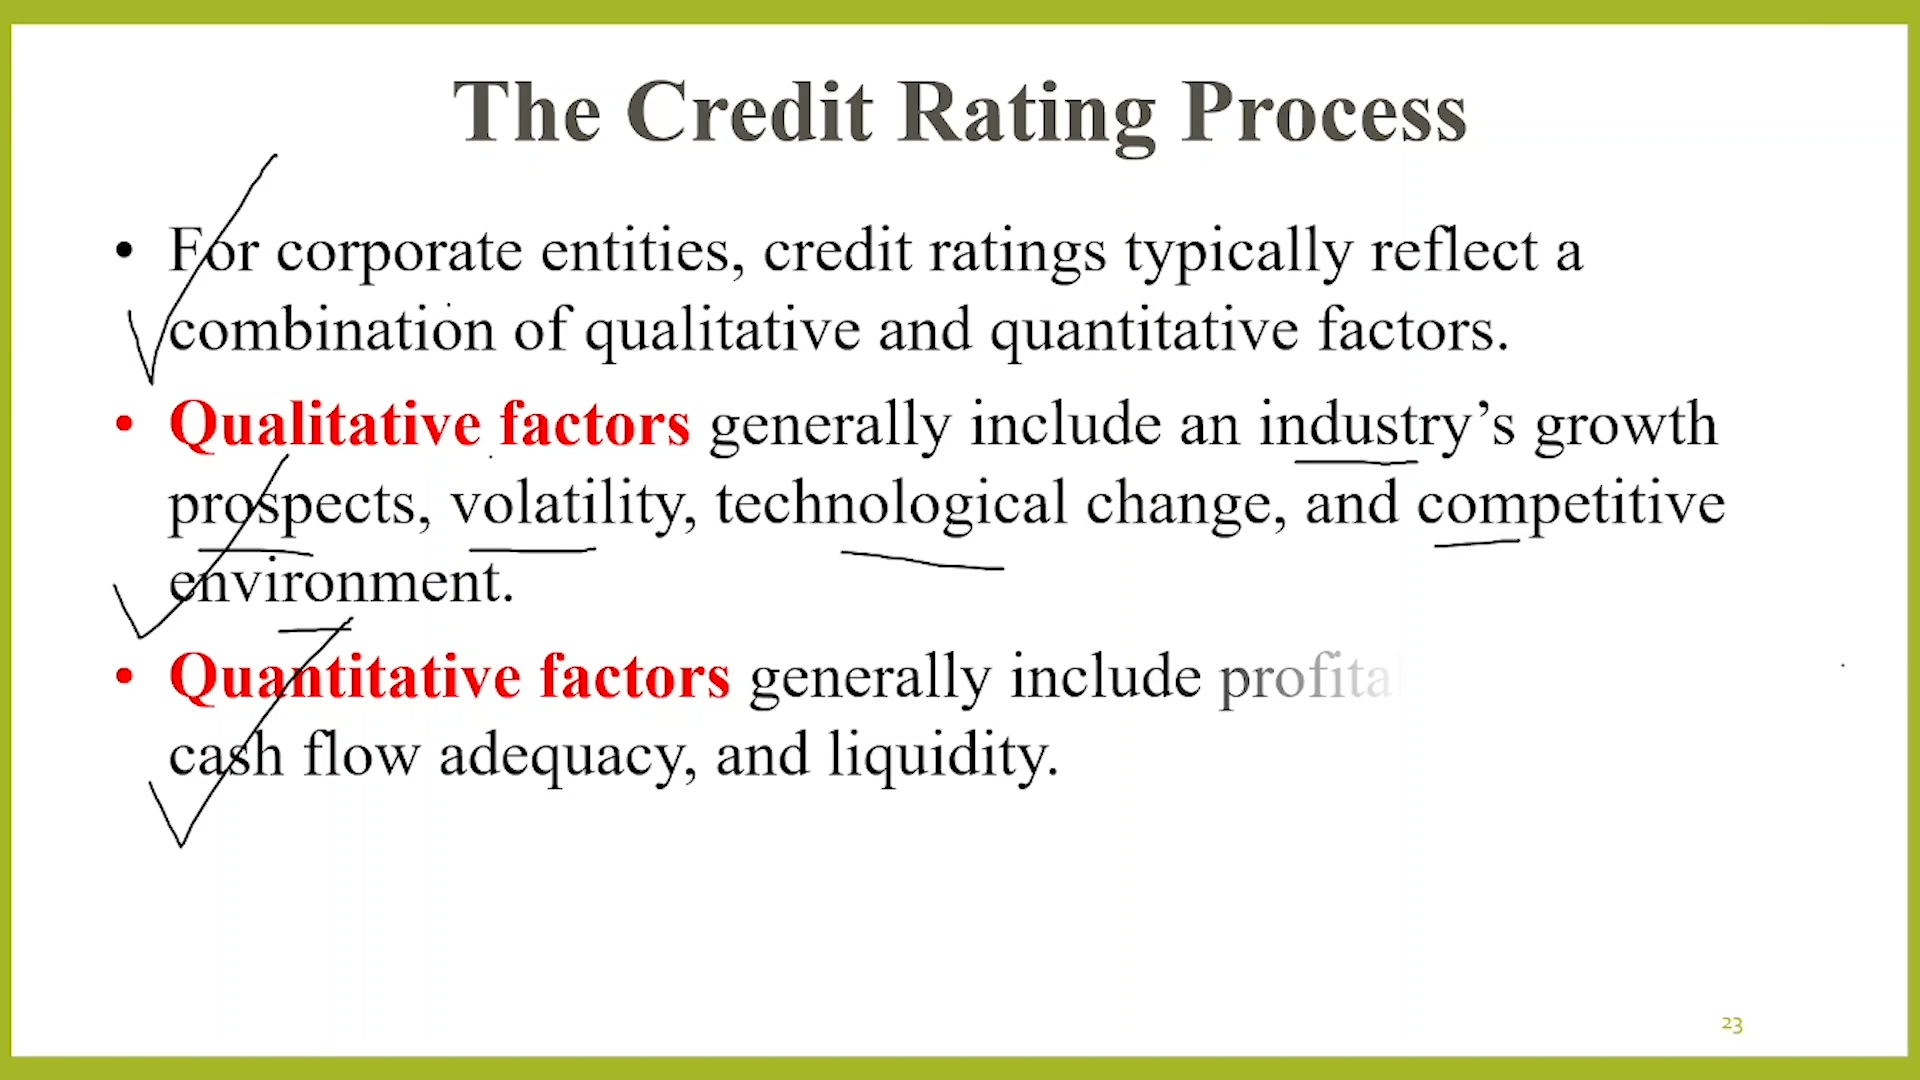 The Credit Rating Process
• For corporate entities, credit ratings typically reflect a
combination of qualitative and quantitative factors.
• Qualitative factors generally include an industry’s growth
prospects, volatility, technological change, and competitive
environment.
• Quantitative factors generally include
cash flow adequacy, and liquidity.
23